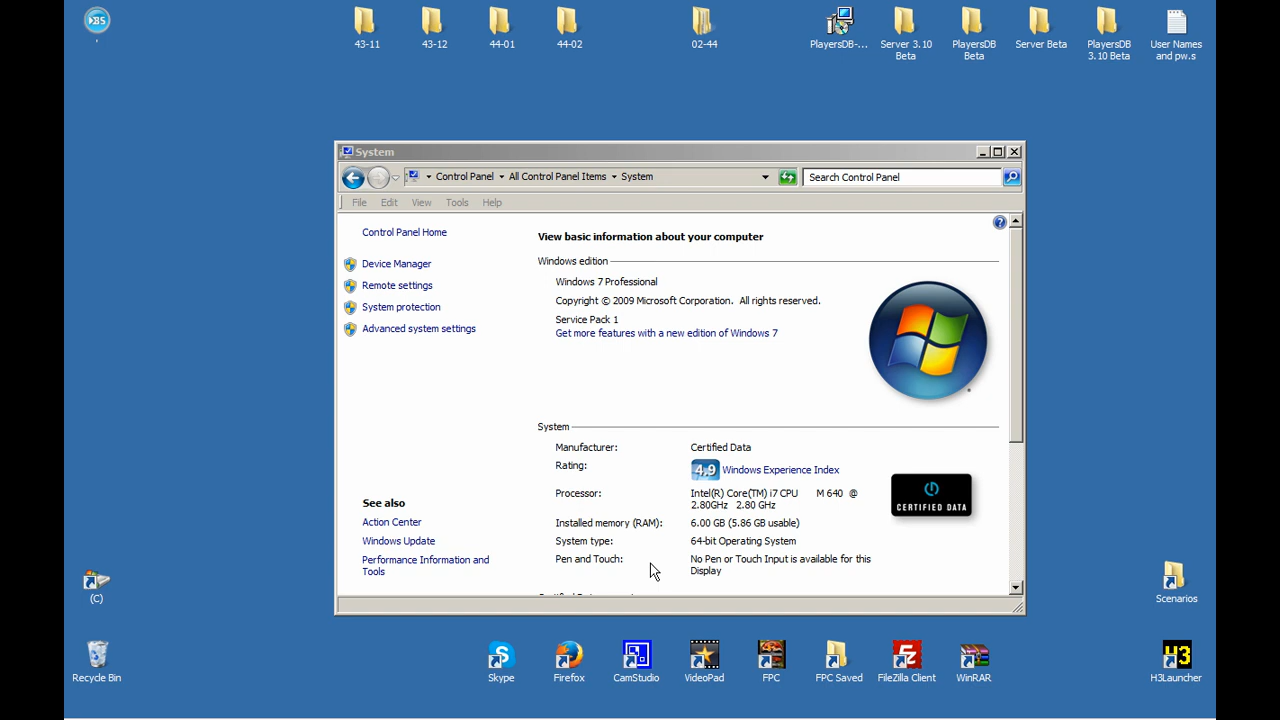 43-11
43-12
44-01
44-02
02-44
PlayersDB-...
Server 3.10
Beta
PlayersDB
Beta
Server Beta
PlayersDB
3.10 Beta
User Names
and pw.s
System
Control Panel
All Control Panel Items
System
Search Control Panel
File Edit View Tools Help
Control Panel Home
Device Manager
Remote settings
System protection
Advanced system settings
See also
Action Center
Windows Update
Performance Information and
Tools
View basic information about your computer
Windows edition
Windows 7 Professional
Copyright © 2009 Microsoft Corporation. All rights reserved.
Service Pack 1
Get more features with a new edition of Windows 7
System
Manufacturer: Certified Data
Rating: 4,9 Windows Experience Index
Processor: Intel(R) Core(TM) i7 CPU M 640 @
2.80GHz 2.80 GHz
Installed memory (RAM): 6.00 GB (5.86 GB usable)
System type: 64-bit Operating System
Pen and Touch: No Pen or Touch Input is available for this
Display
CERTIFIED DATA
(C)
Scenarios
Recycle Bin
Skype
Firefox
CamStudio
VideoPad
FPC
FPC Saved
FileZilla Client
WinRAR
H3
H3Launcher